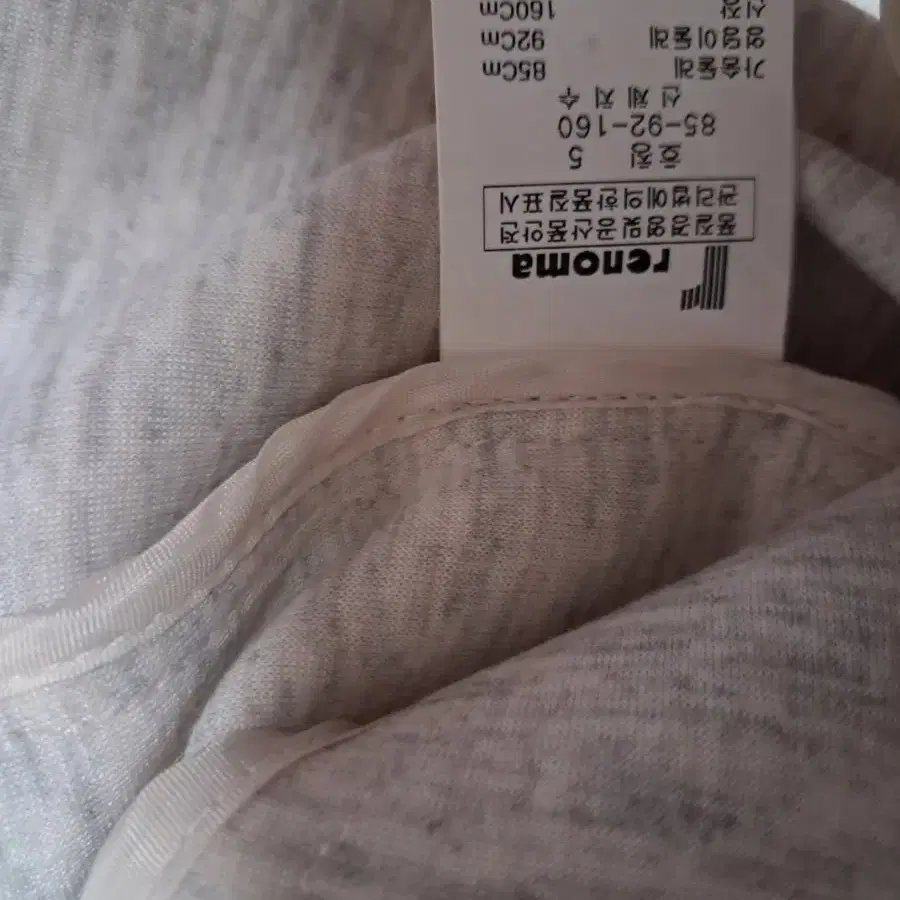 renoma
품질경영및공산품안전
관리법에의한품질표시
호칭 5
85-92-160
신 체 치 수
가슴둘레 85Cm
엉덩이둘레 92Cm
신장 160Cm